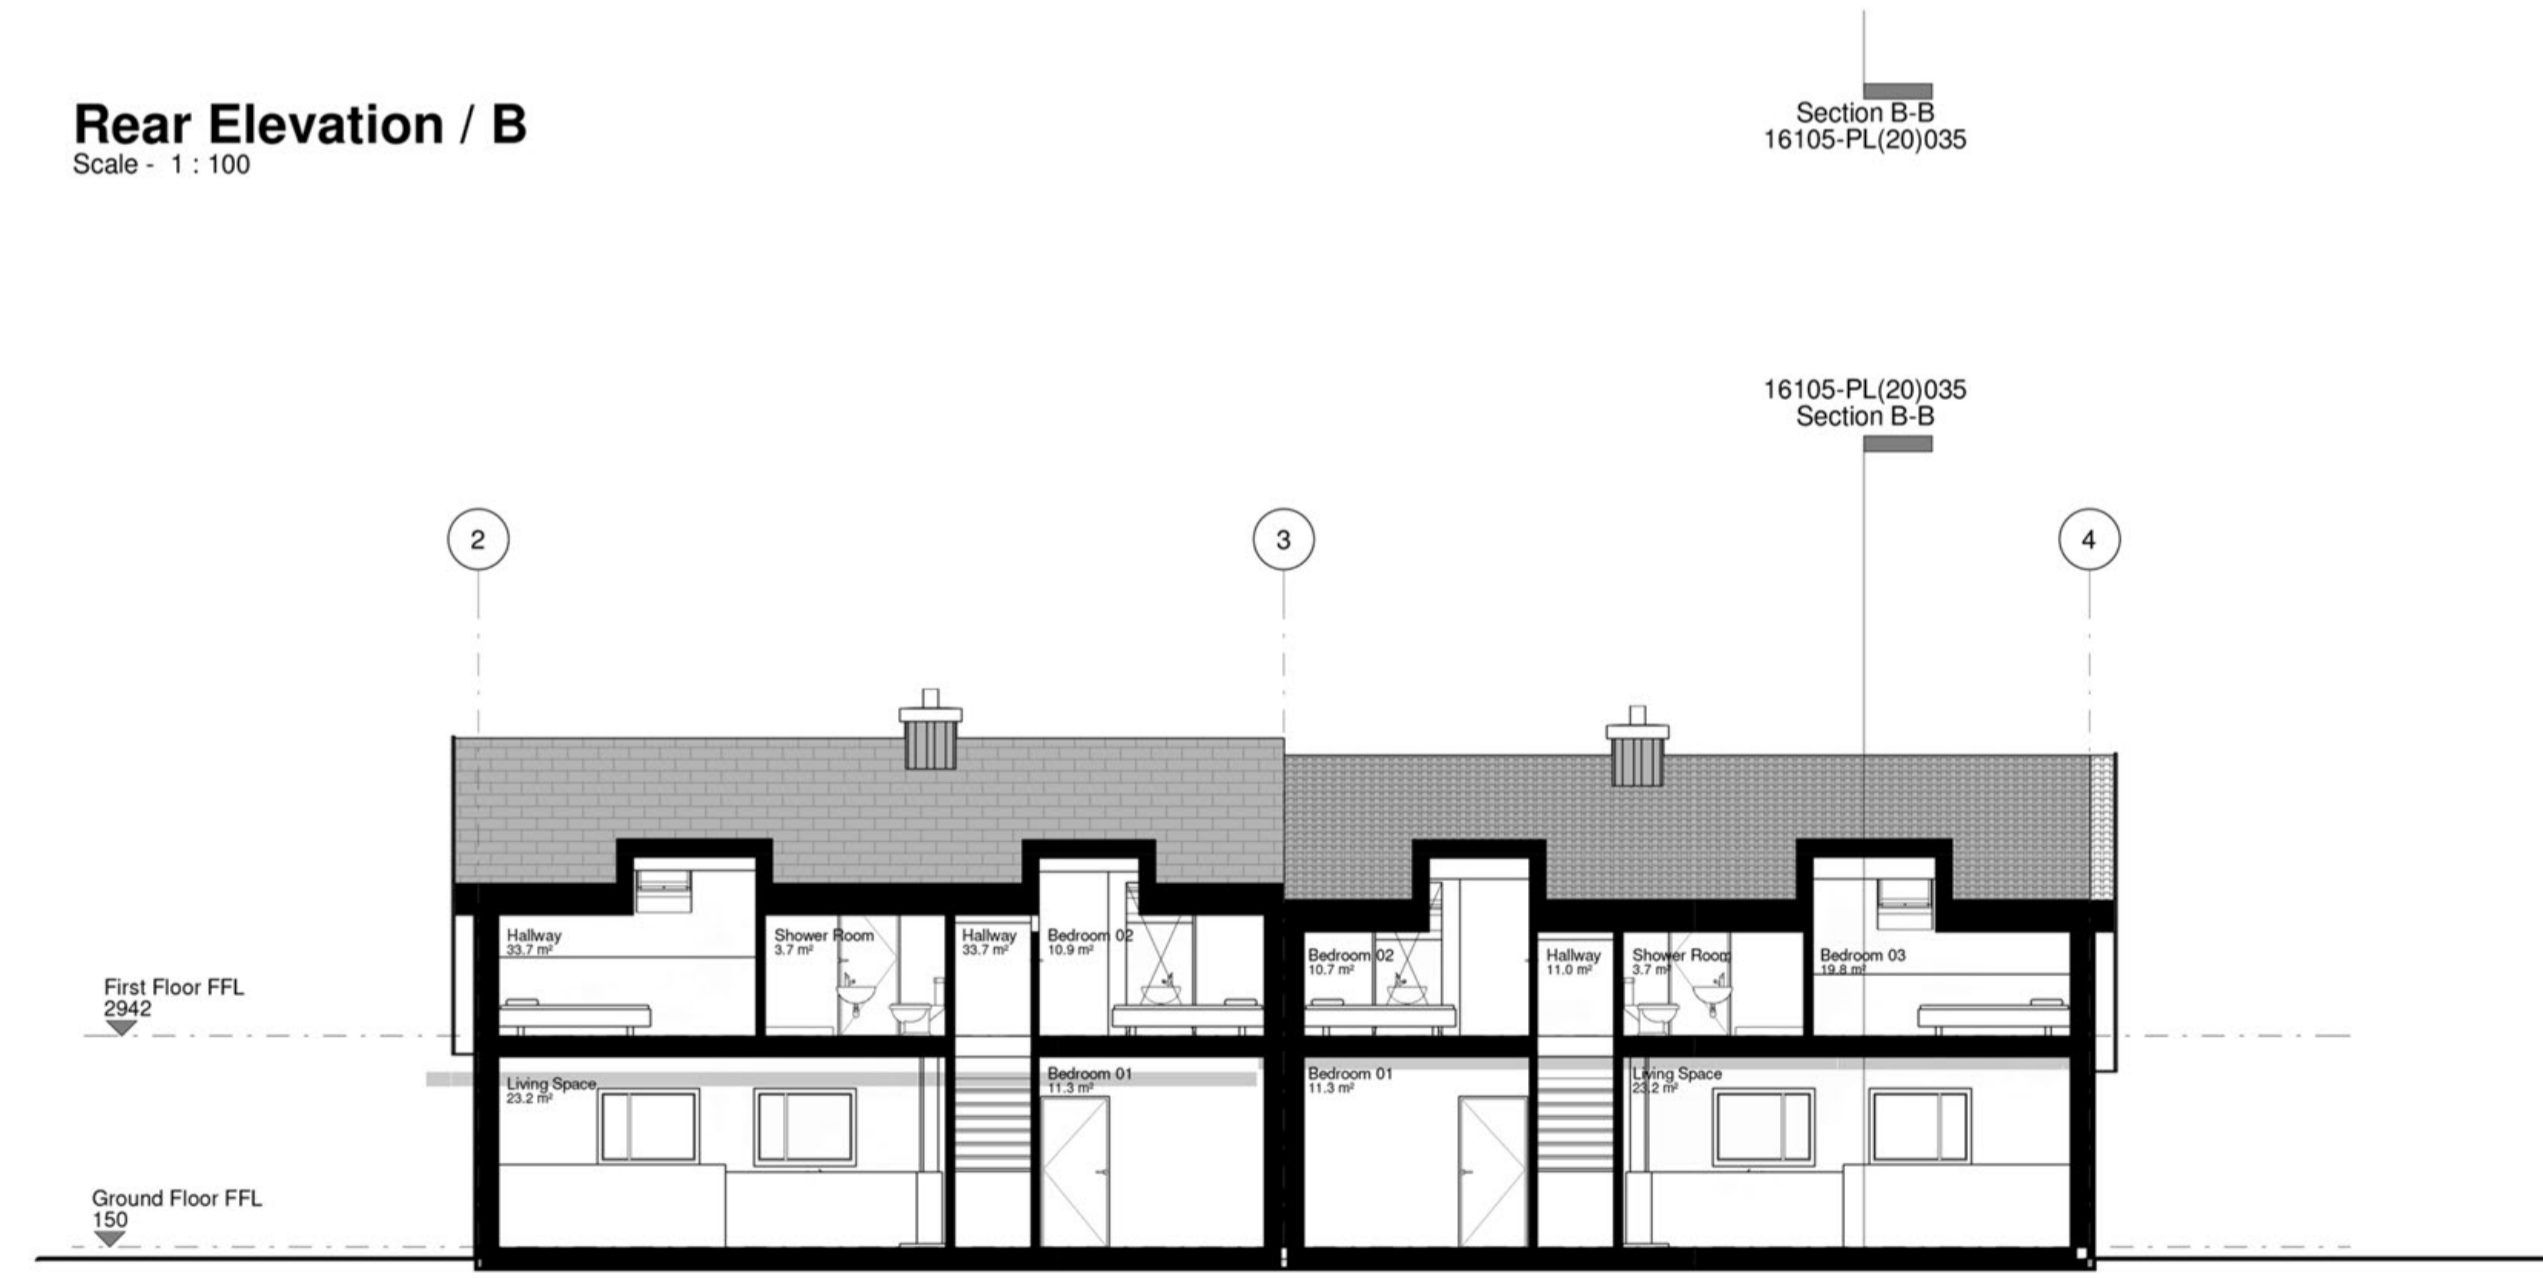 Rear Elevation / B
Scale - 1 : 100
Section B-B
16105-PL(20)035
16105-PL(20)035
Section B-B
2
3
4
Hallway
33.7 m²
Shower Room
3.7 m²
Hallway
33.7 m²
Bedroom 02
10.9 m²
Bedroom 02
10.7 m²
Hallway
11.0 m²
Shower Room
3.7 m²
Bedroom 03
19.8 m²
First Floor FFL
2942
Living Space
23.2 m²
Bedroom 01
11.3 m²
Bedroom 01
11.3 m²
Living Space
23.2 m²
Ground Floor FFL
150